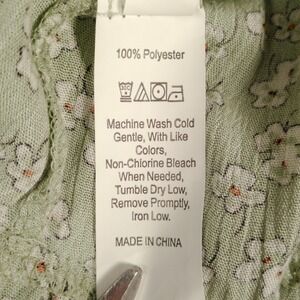 100% Polyester
Machine Wash Cold
Gentle, With Like
Colors,
Non-Chlorine Bleach
When Needed,
Tumble Dry Low,
Remove Promptly,
Iron Low.
MADE IN CHINA